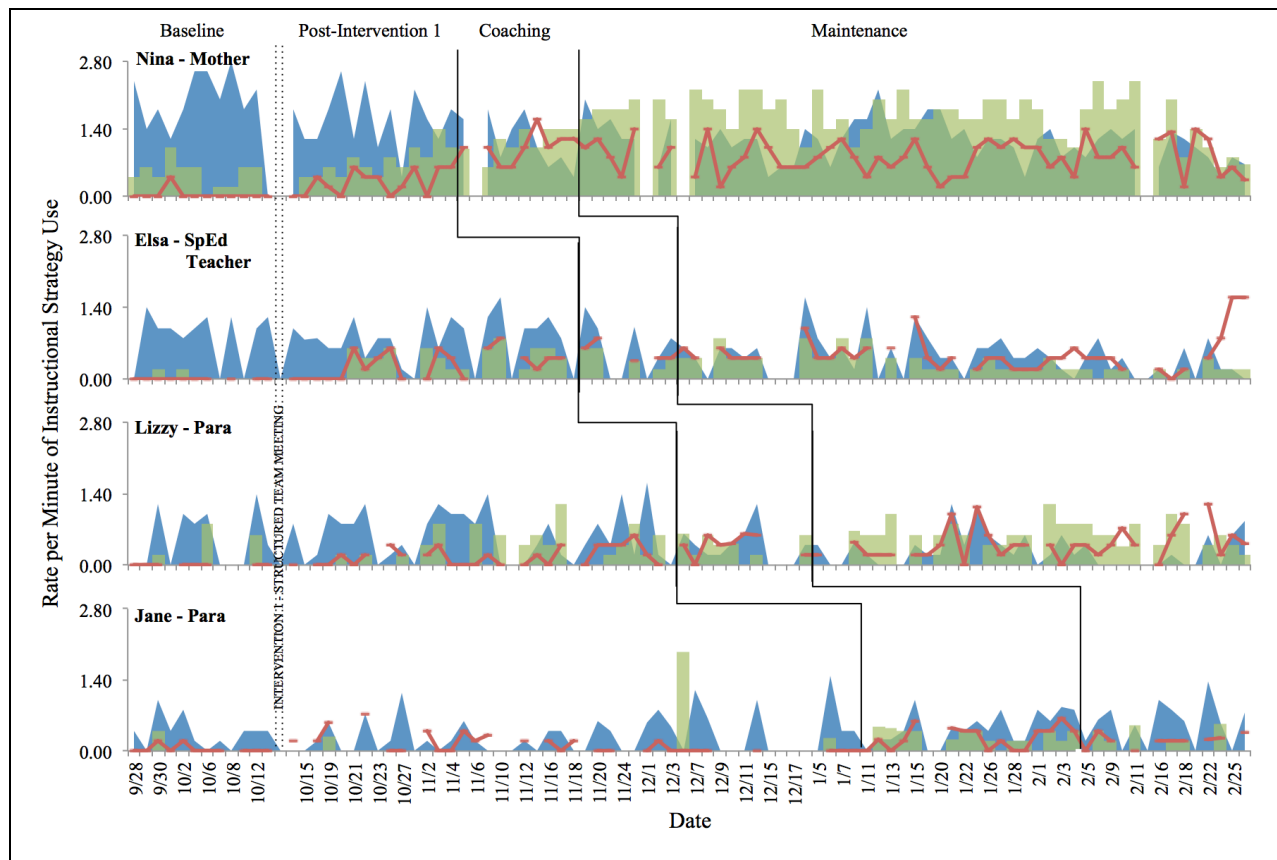 Baseline Post-Intervention 1 Coaching Maintenance
Nina - Mother
2.80
1.40
0.00
Elsa - SpEd
Teacher
2.80
1.40
0.00
Lizzy - Para
2.80
1.40
0.00
Jane - Para
2.80
1.40
0.00
Rate per Minute of Instructional Strategy Use
INTERVENTION 1 - STRUCTURED TEAM MEETING
9/28 9/30 10/2 10/6 10/8 10/12 10/15 10/19 10/21 10/25 10/27 11/2 11/4 11/6 11/10 11/16 11/18 11/20 11/24 12/1 12/3 12/7 12/9 12/11 12/15 12/17 1/5 1/7 1/11 1/13 1/15 1/20 1/22 1/26 1/28 2/1 2/3 2/5 2/9 2/11 2/16 2/18 2/22 2/25
Date